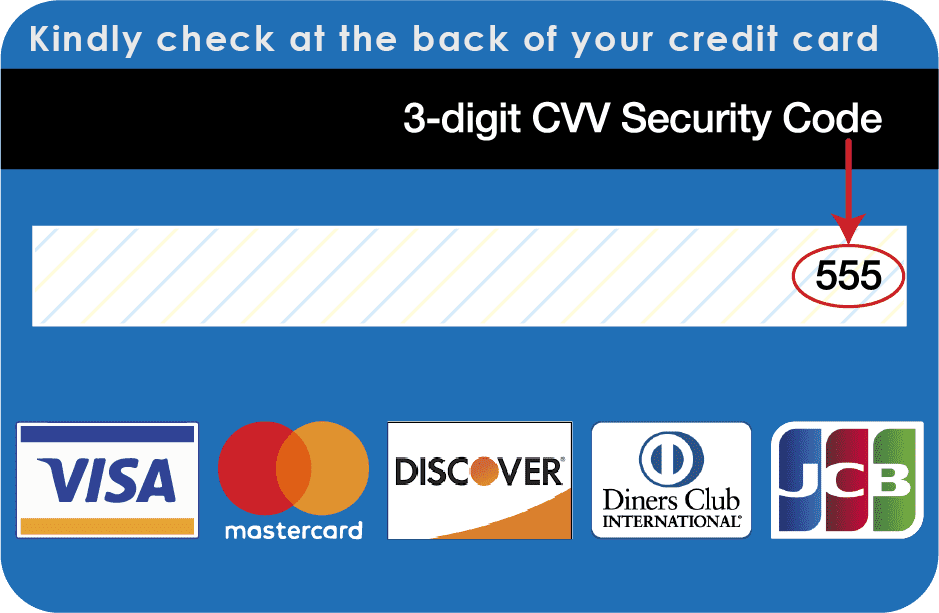 Kindly check at the back of your credit card
3-digit CVV Security Code
555
VISA
mastercard
DISCOVER®
Diners Club
INTERNATIONAL®
JCB